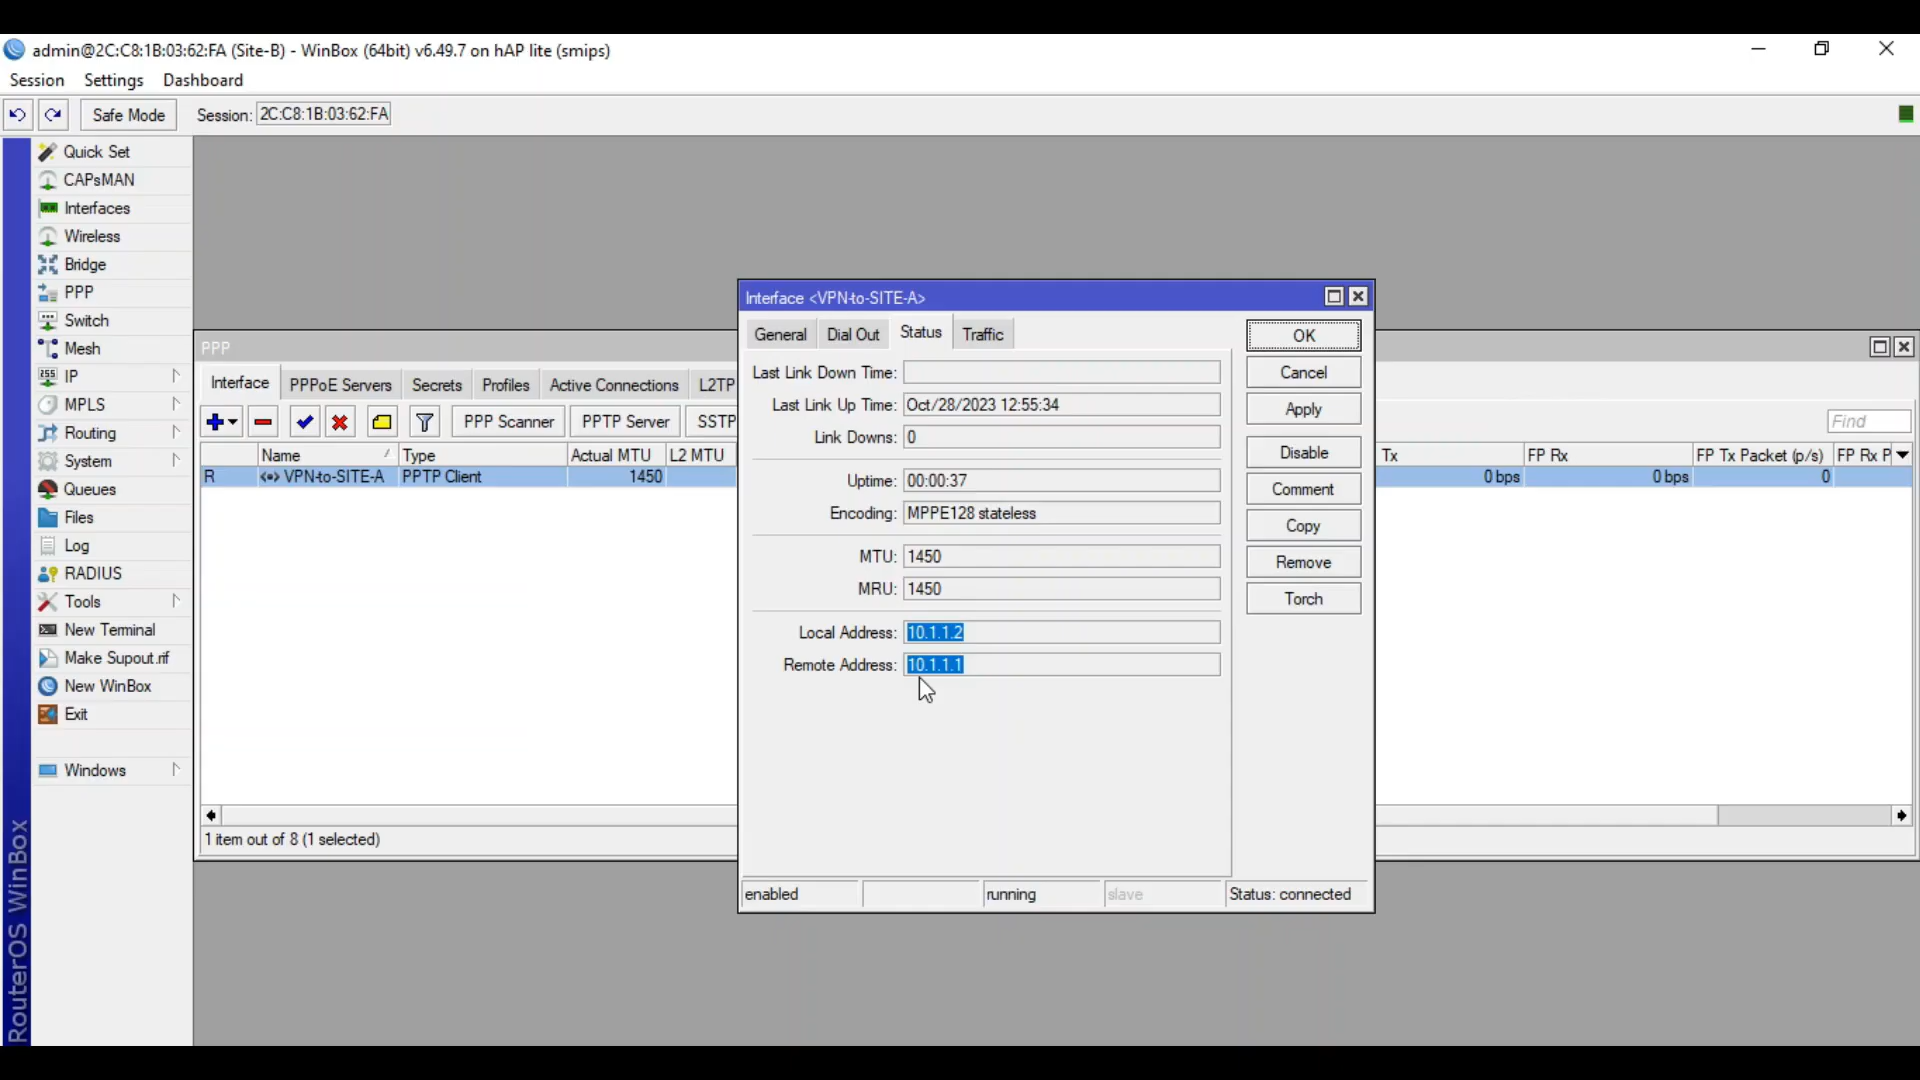 admin@2C:C8:1B:03:62:FA (Site-B) - WinBox (64bit) v6.49.7 on hAP lite (smips)
Session Settings Dashboard
Safe Mode Session: 2C:C8:1B:03:62:FA
Quick Set
CAPsMAN
Interfaces
Wireless
Bridge
PPP
Switch
Mesh
IP
MPLS
Routing
System
Queues
Files
Log
RADIUS
Tools
New Terminal
Make Supout.rif
New WinBox
Exit
Windows
RouterOS WinBox
PPP
Interface PPPoE Servers Secrets Profiles Active Connections L2TP
PPP Scanner PPTP Server SSTP Find
Name Type Actual MTU L2 MTU Tx FP Rx FP Tx Packet (p/s) FP Rx P
R VPN-to-SITE-A PPTP Client 1450 0 bps 0 bps 0
1 item out of 8 (1 selected)
Interface <VPN-to-SITE-A>
General Dial Out Status Traffic
Last Link Down Time:
Last Link Up Time: Oct/28/2023 12:55:34
Link Downs: 0
Uptime: 00:00:37
Encoding: MPPE128 stateless
MTU: 1450
MRU: 1450
Local Address: 10.1.1.2
Remote Address: 10.1.1.1
OK
Cancel
Apply
Disable
Comment
Copy
Remove
Torch
enabled running slave Status: connected